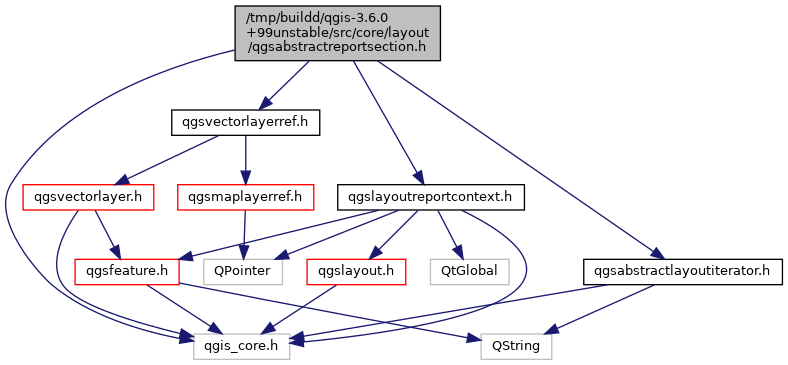 /tmp/buildd/qgis-3.6.0
+99unstable/src/core/layout
/qgsabstractreportsection.h
qgsvectorlayerref.h
qgsvectorlayer.h
qgsmaplayerref.h
qgslayoutreportcontext.h
qgsfeature.h
QPointer
qgslayout.h
QtGlobal
qgsabstractlayoutiterator.h
qgis_core.h
QString